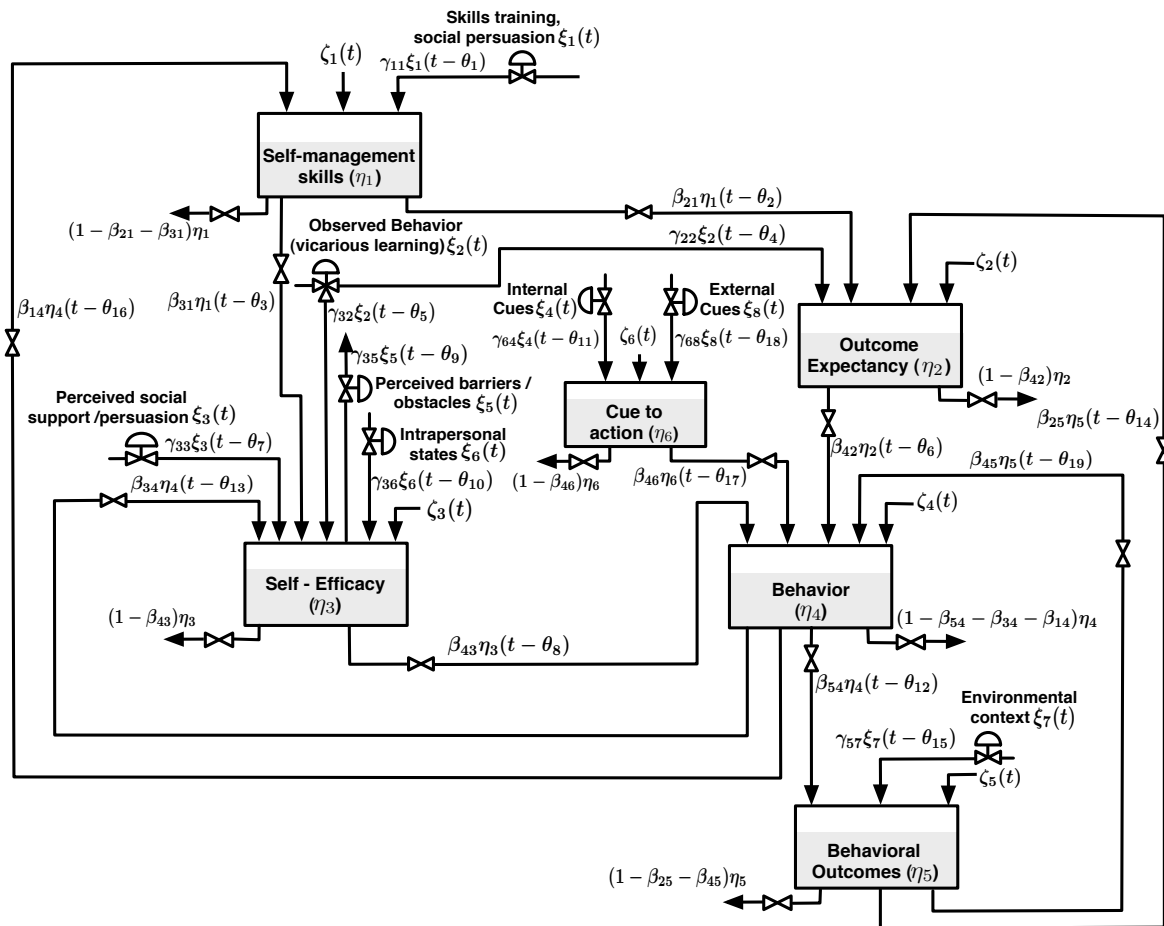 Skills training,
social persuasion ξ₁(t)
ζ₁(t)
γ₁₁ξ₁(t − θ₁)
Self-management
skills (η₁)
(1 − β₂₁ − β₃₁)η₁
β₂₁η₁(t − θ₂)
Observed Behavior
(vicarious learning) ξ₂(t)
γ₂₂ξ₂(t − θ₄)
ζ₂(t)
β₁₄η₄(t − θ₁₆)
β₃₁η₁(t − θ₃)
γ₃₂ξ₂(t − θ₅)
Internal
Cues ξ₄(t)
External
Cues ξ₈(t)
γ₆₄ξ₄(t − θ₁₁)
ζ₆(t)
γ₆₈ξ₈(t − θ₁₈)
Outcome
Expectancy (η₂)
γ₃₅ξ₅(t − θ₉)
Perceived barriers /
obstacles ξ₅(t)
(1 − β₄₂)η₂
Perceived social
support /persuasion ξ₃(t)
Cue to
action (η₆)
β₂₅η₅(t − θ₁₄)
γ₃₃ξ₃(t − θ₇)
Intrapersonal
states ξ₆(t)
β₄₂η₂(t − θ₆)
β₄₅η₅(t − θ₁₉)
β₃₄η₄(t − θ₁₃)
γ₃₆ξ₆(t − θ₁₀)
(1 − β₄₆)η₆
β₄₆η₆(t − θ₁₇)
ζ₃(t)
ζ₄(t)
Self - Efficacy
(η₃)
Behavior
(η₄)
(1 − β₄₃)η₃
β₄₃η₃(t − θ₈)
(1 − β₅₄ − β₃₄ − β₁₄)η₄
β₅₄η₄(t − θ₁₂)
Environmental
context ξ₇(t)
γ₅₇ξ₇(t − θ₁₅)
ζ₅(t)
Behavioral
Outcomes (η₅)
(1 − β₂₅ − β₄₅)η₅